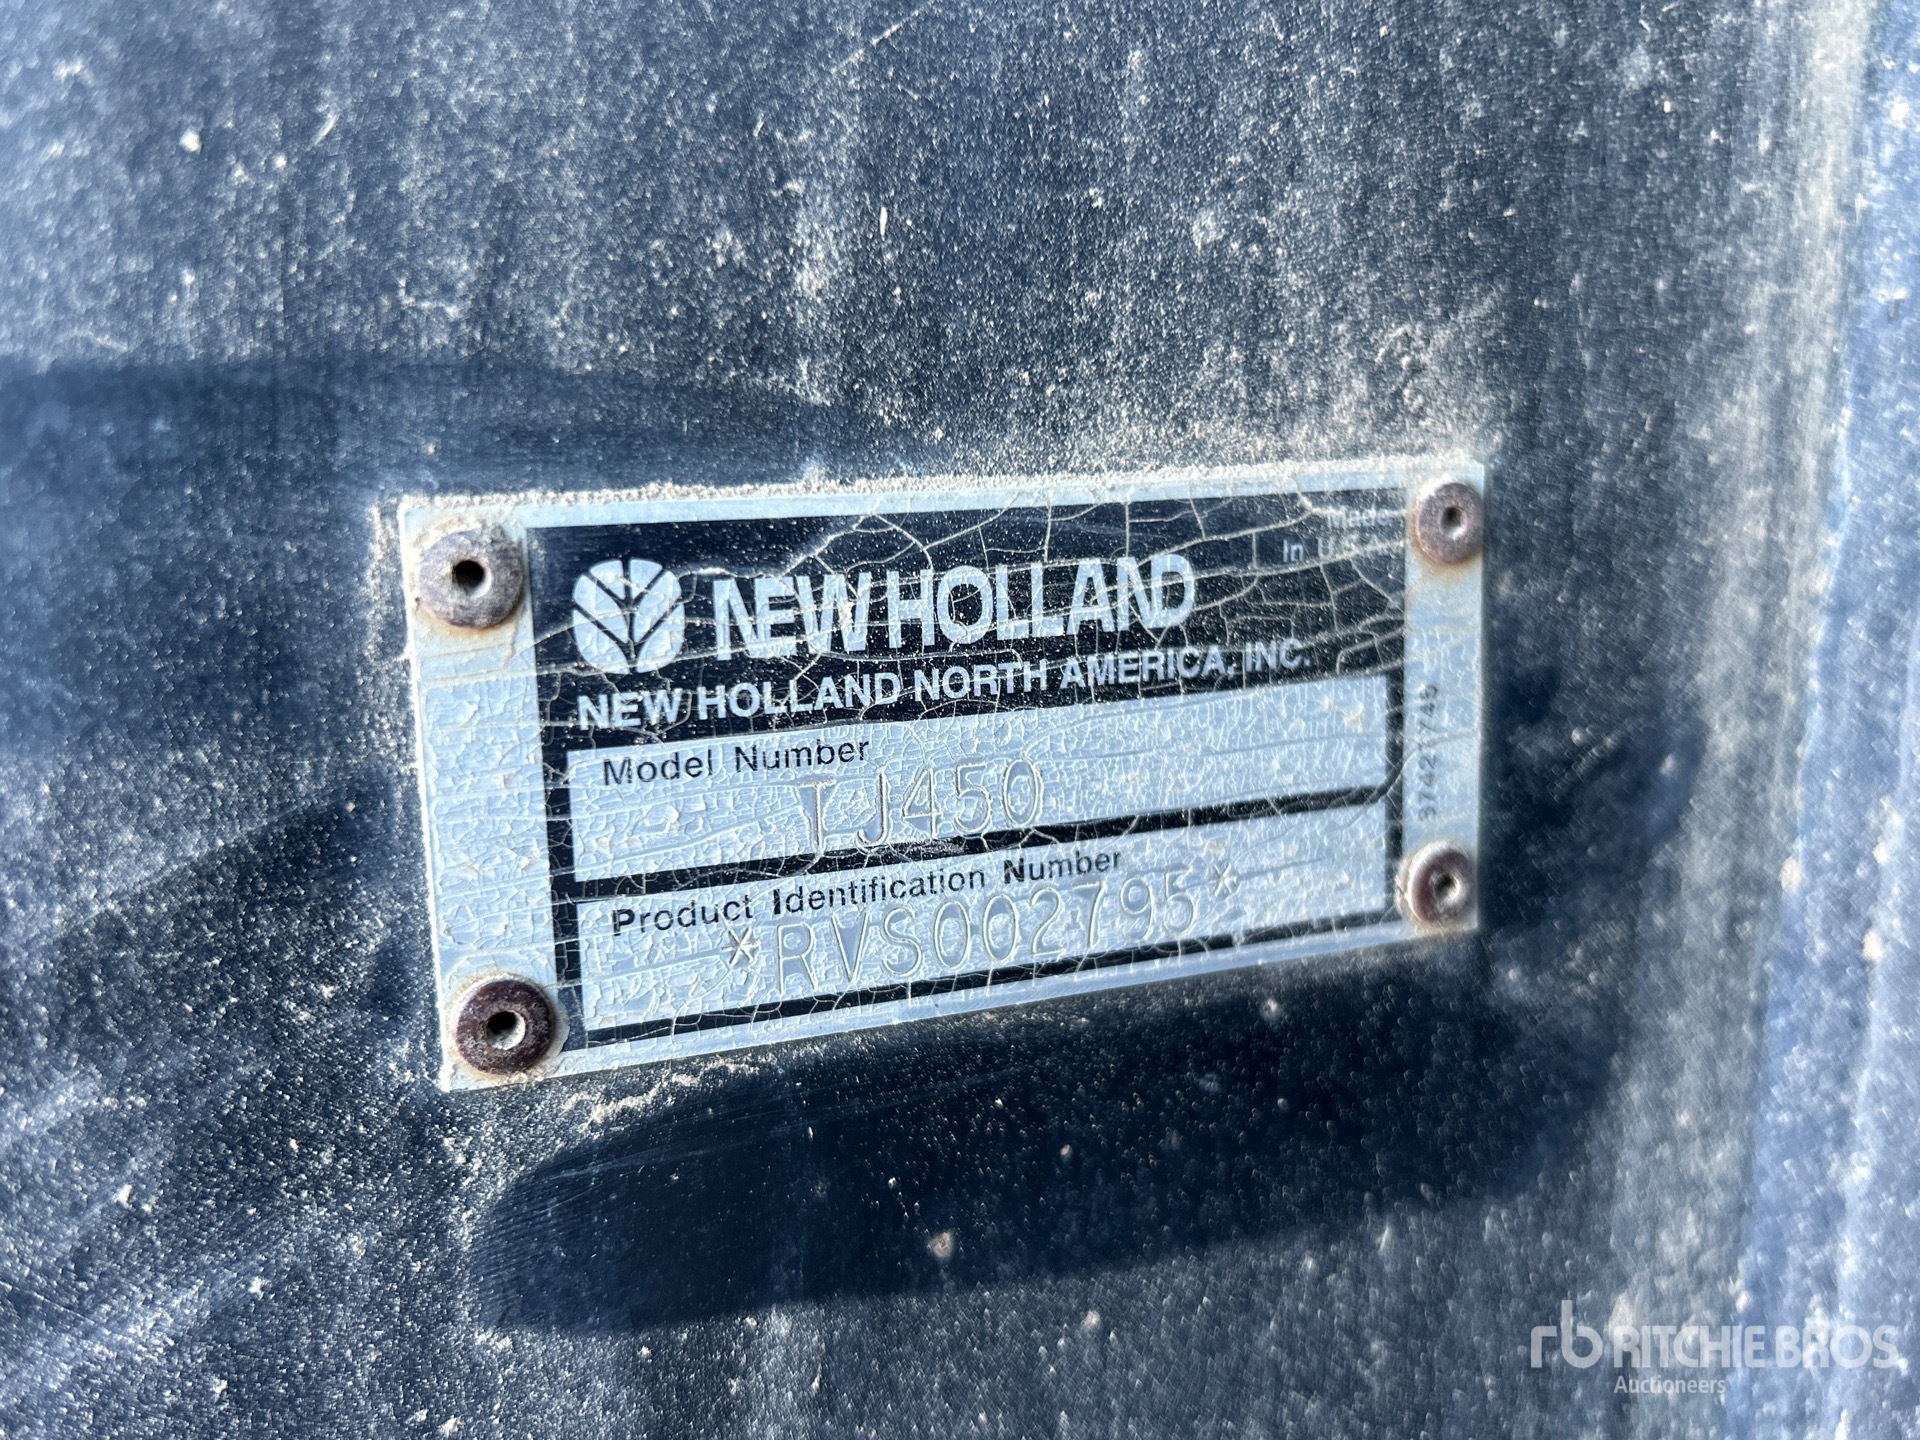 Made
In U.S.A.
NEW HOLLAND
NEW HOLLAND NORTH AMERICA, INC.
Model Number
TJ450
Product Identification Number
*RVS002795*
rb RITCHIE BROS
Auctioneers